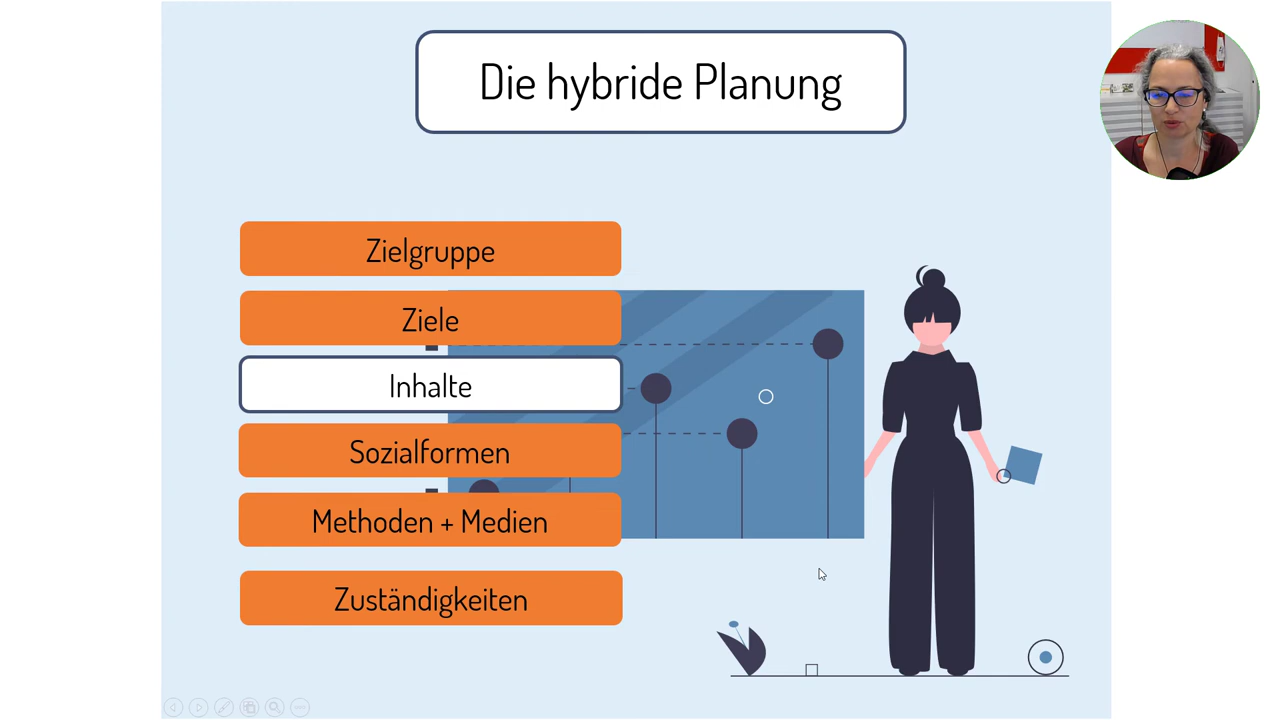 Die hybride Planung
Zielgruppe
Ziele
Inhalte
Sozialformen
Methoden + Medien
Zuständigkeiten